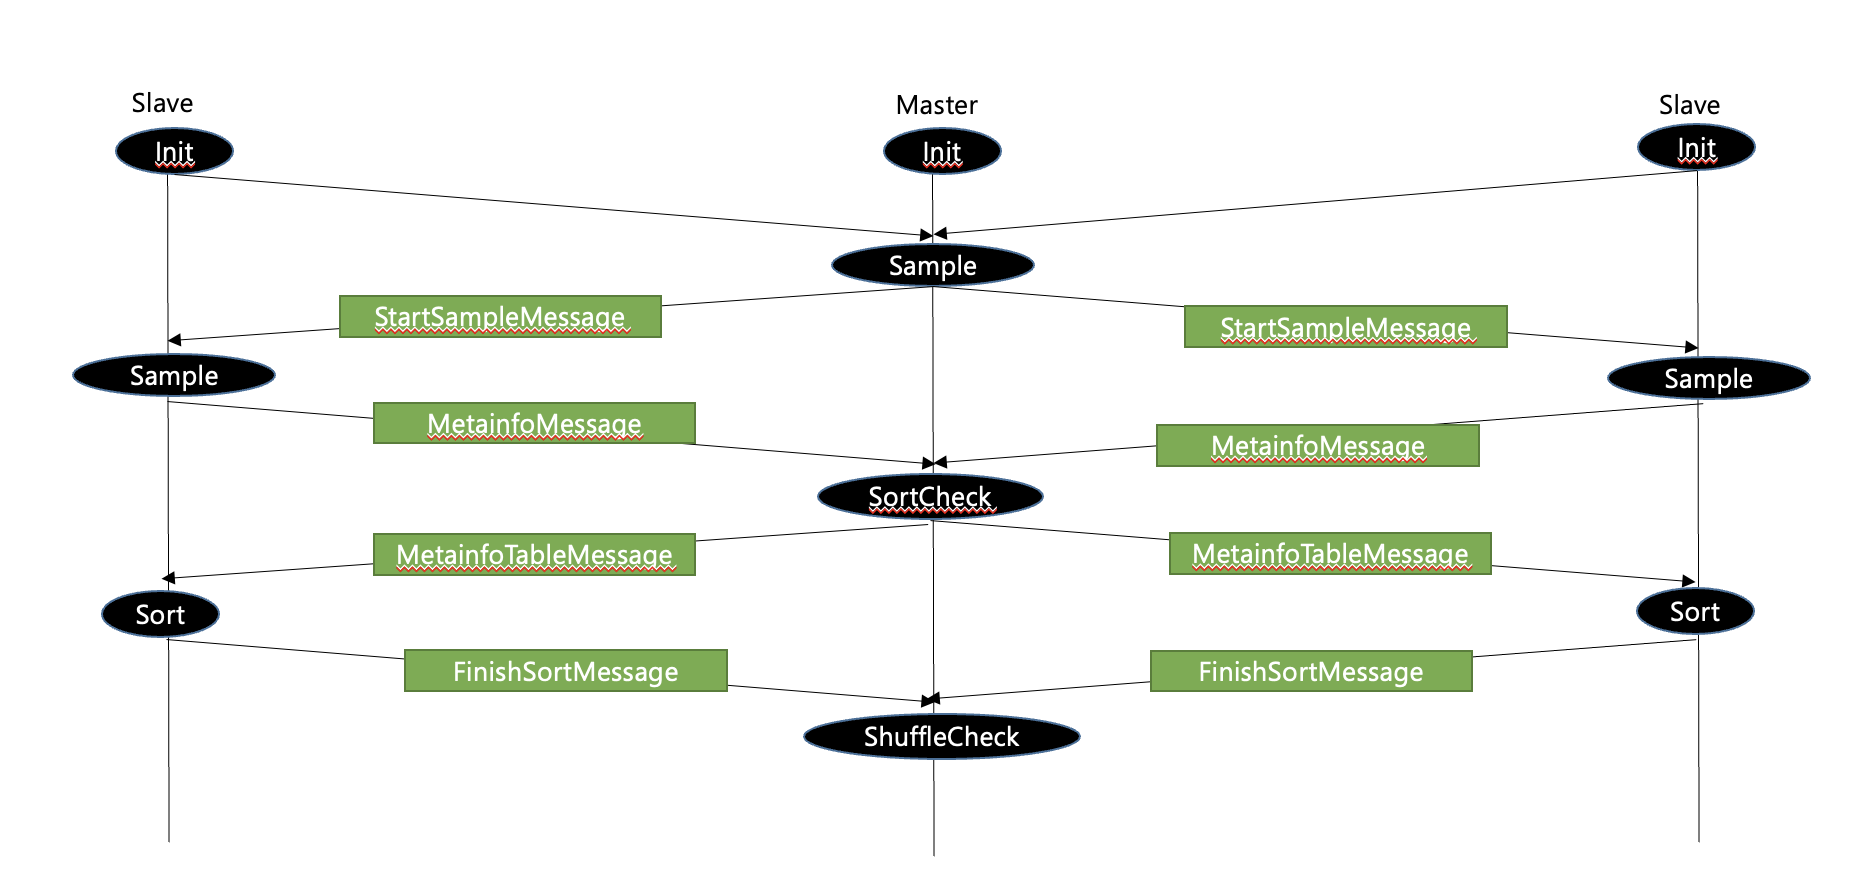 Slave
Master
Slave
Init
Init
Init
Sample
StartSampleMessage
StartSampleMessage
Sample
Sample
MetainfoMessage
MetainfoMessage
SortCheck
MetainfoTableMessage
MetainfoTableMessage
Sort
Sort
FinishSortMessage
FinishSortMessage
ShuffleCheck